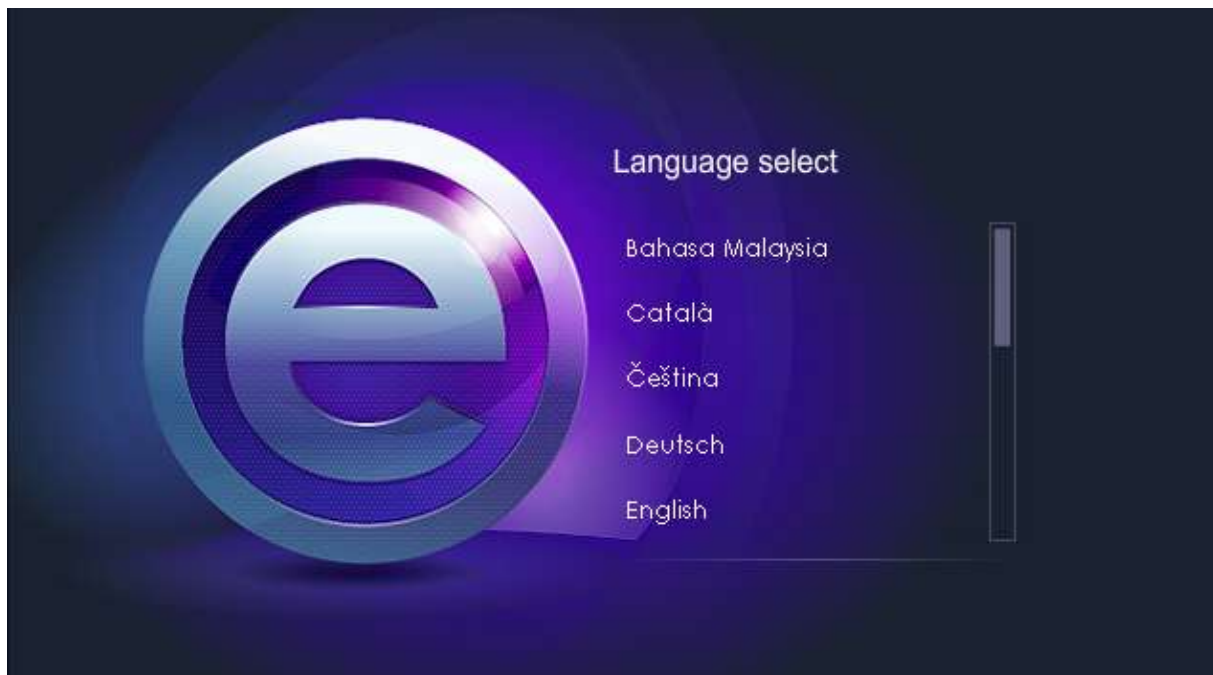 e
Language select
Bahasa Malaysia
Català
Čeština
Deutsch
English